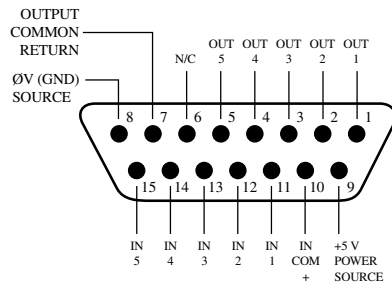 OUTPUT
COMMON
RETURN
ØV (GND)
SOURCE
N/C
OUT OUT OUT OUT OUT
5 4 3 2 1
8 7 6 5 4 3 2 1
15 14 13 12 11 10 9
IN IN IN IN IN IN +5 V
5 4 3 2 1 COM POWER
+ SOURCE